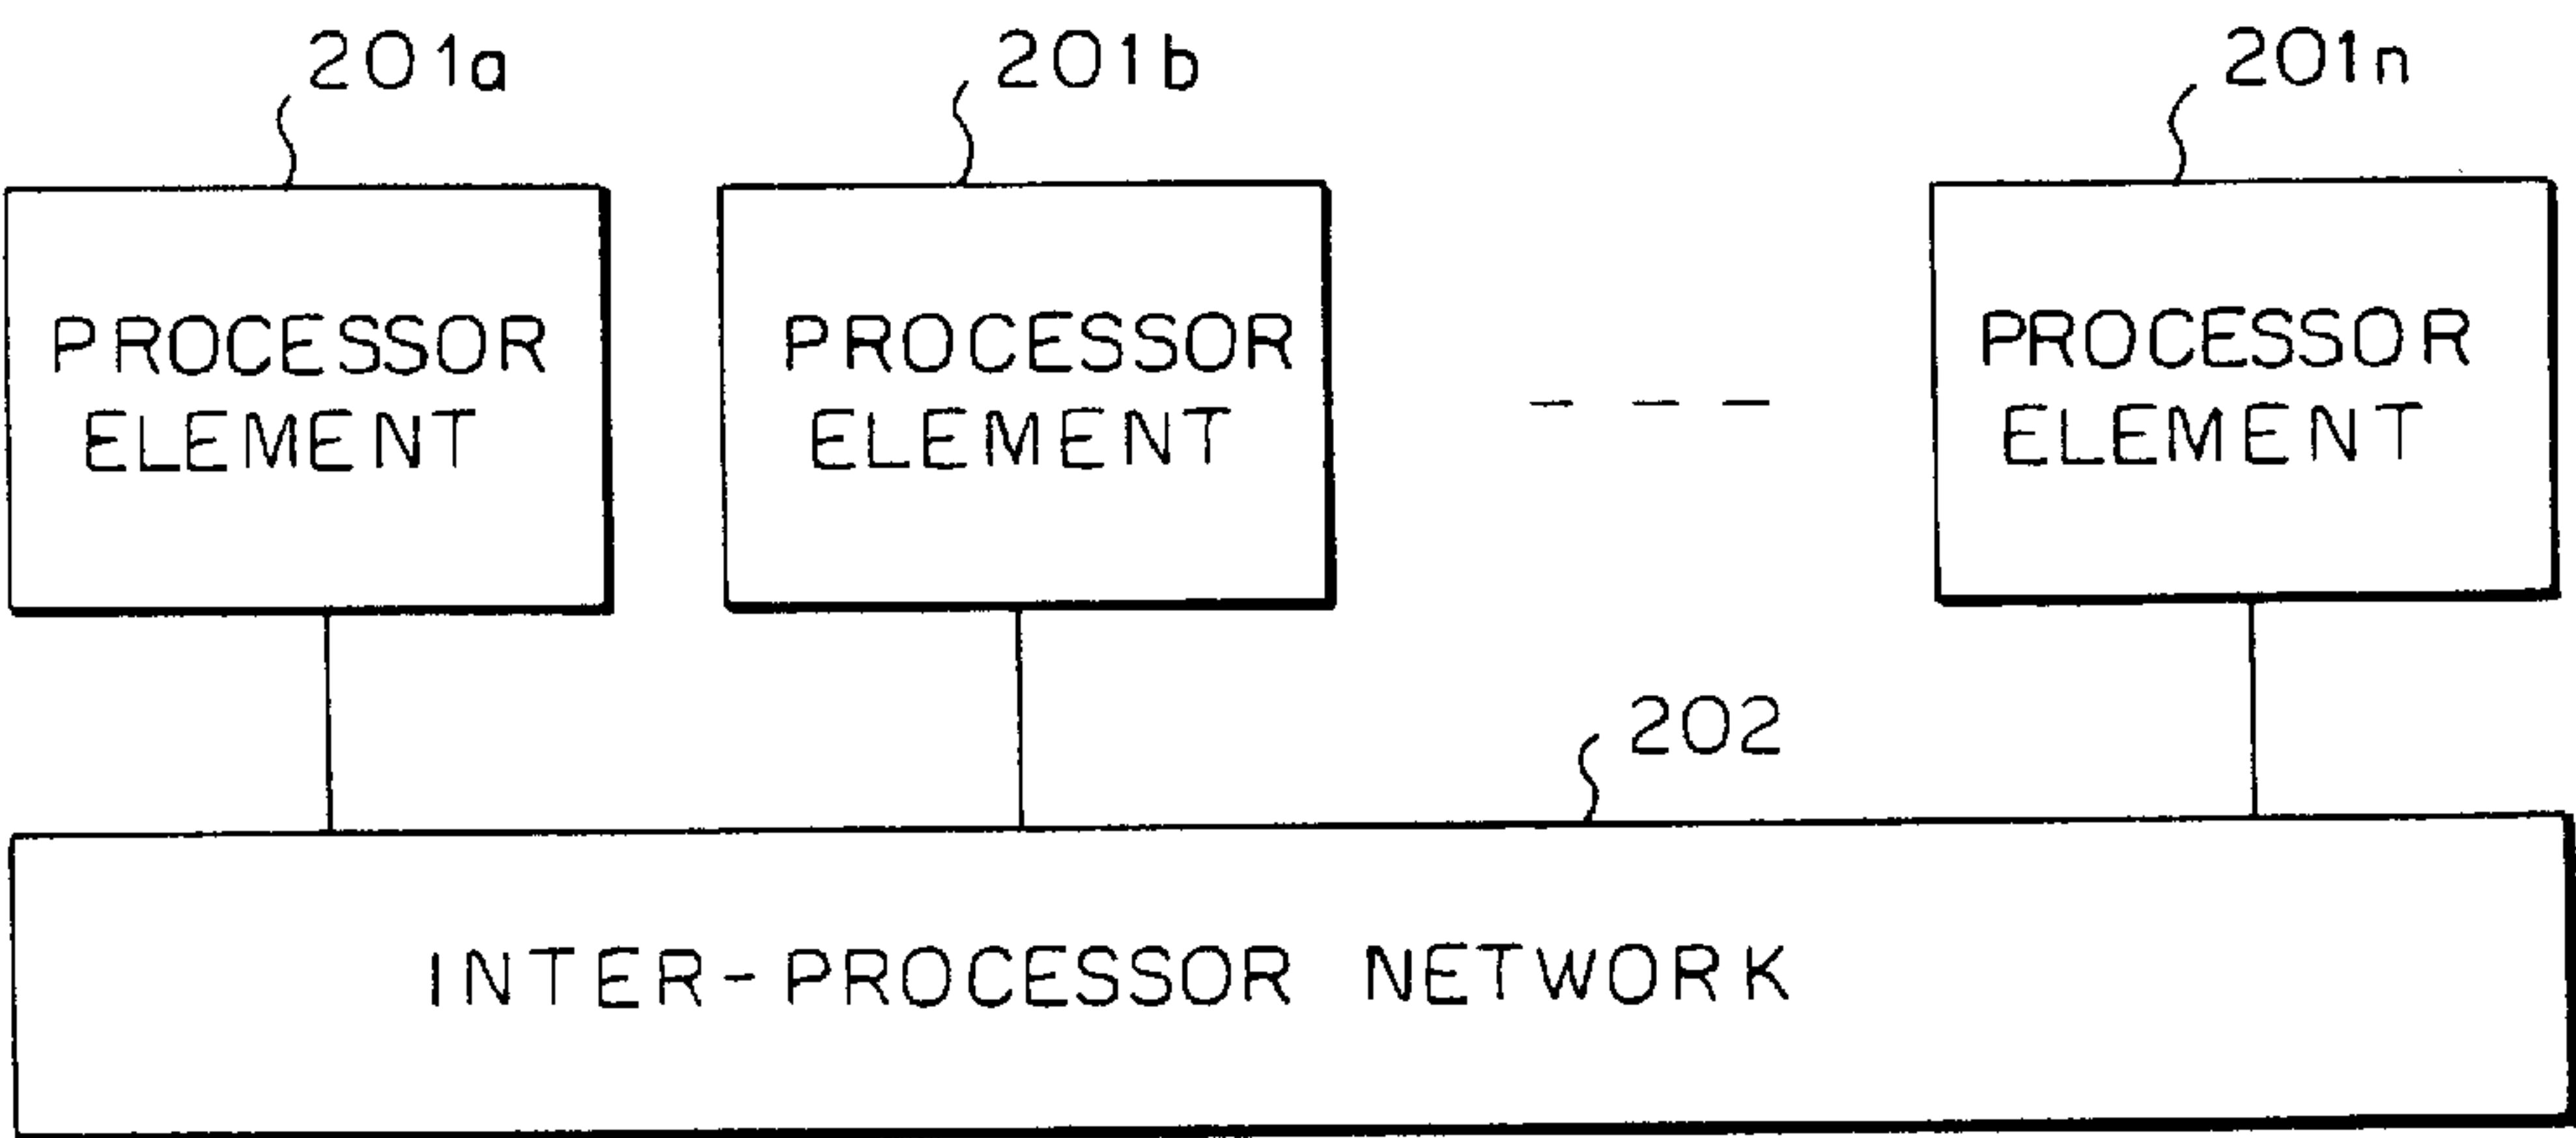 201a
201b
201n
PROCESSOR
ELEMENT
PROCESSOR
ELEMENT
PROCESSOR
ELEMENT
202
INTER-PROCESSOR NETWORK